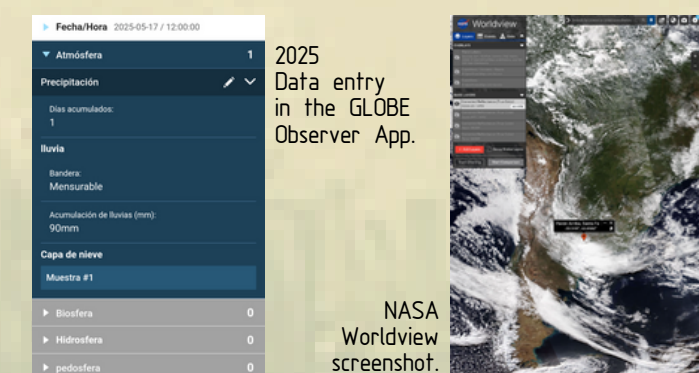 Fecha/Hora 2025-05-17 / 12:00:00
Atmósfera 1
Precipitación
Días acumulados:
1
lluvia
Bandera:
Mensurable
Acumulación de lluvias (mm):
90mm
Capa de nieve
Muestra #1
Biosfera 0
Hidrosfera 0
pedosfera 0
2025
Data entry
in the GLOBE
Observer App.
NASA
Worldview
screenshot.
Worldview